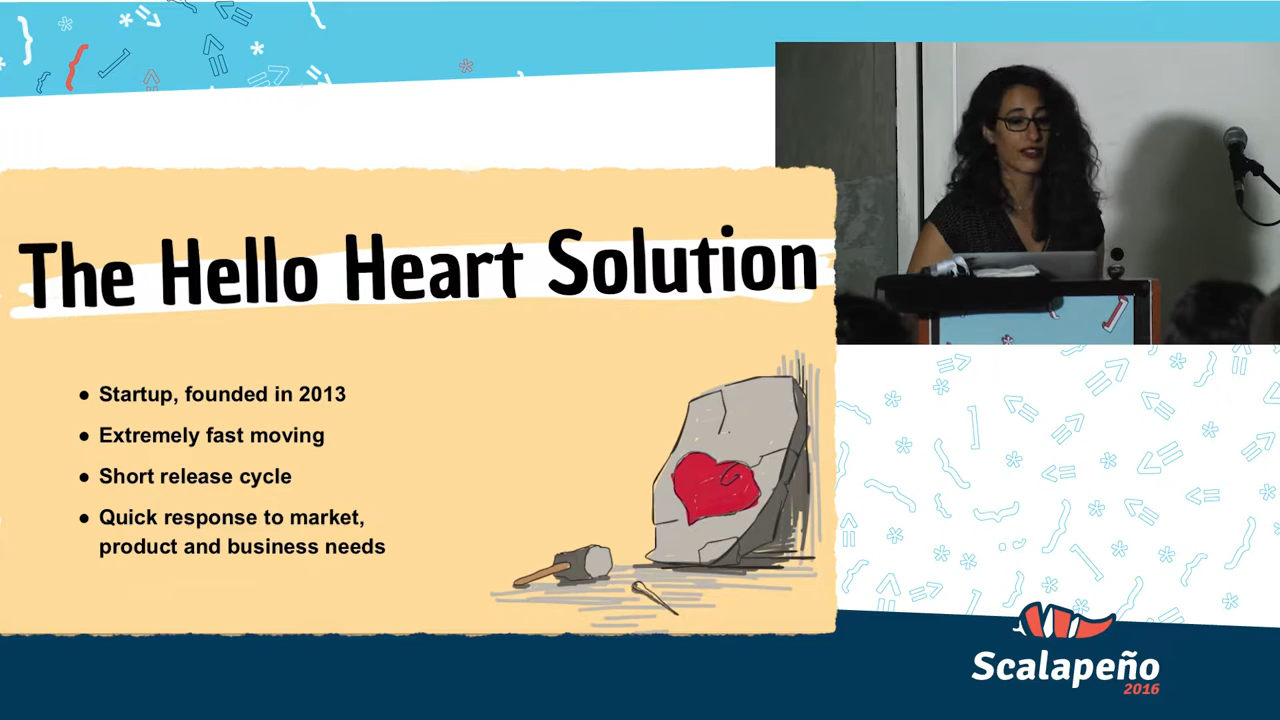 The Hello Heart Solution
● Startup, founded in 2013
● Extremely fast moving
● Short release cycle
● Quick response to market,
product and business needs
Scalapeño
2016